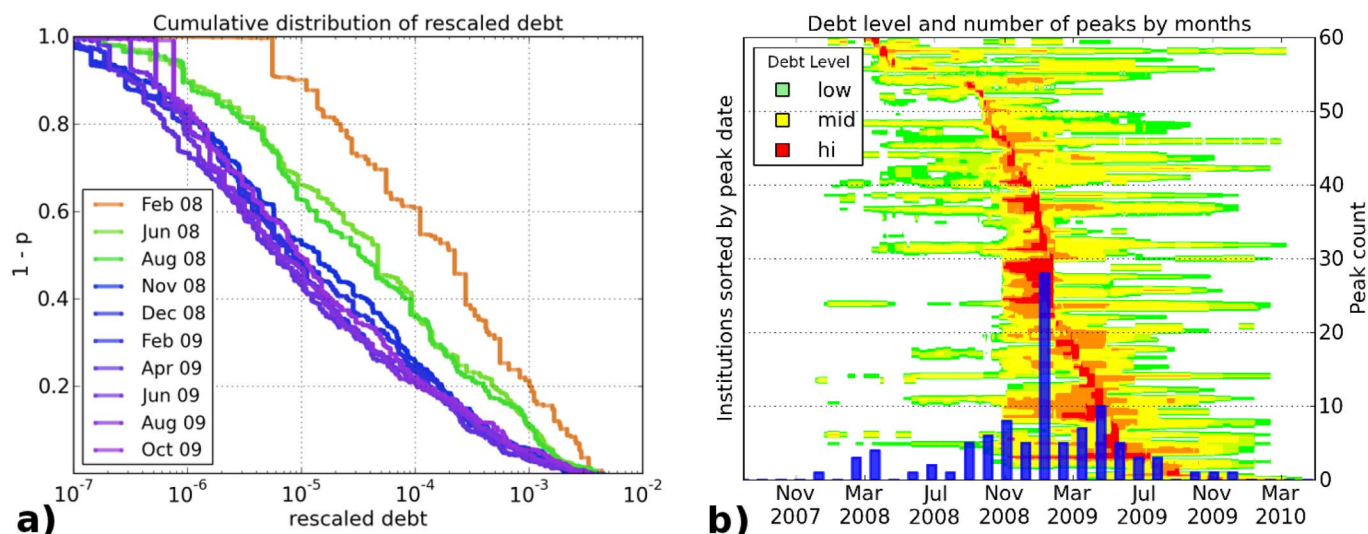 Cumulative distribution of rescaled debt
1.0
0.8
0.6
0.4
0.2
1 - p
Feb 08
Jun 08
Aug 08
Nov 08
Dec 08
Feb 09
Apr 09
Jun 09
Aug 09
Oct 09
10⁻⁷ 10⁻⁶ 10⁻⁵ 10⁻⁴ 10⁻³ 10⁻²
rescaled debt
a)
Debt level and number of peaks by months
Debt Level
low
mid
hi
Institutions sorted by peak date
60
50
40
30
20
10
0
Peak count
Nov Mar Jul Nov Mar Jul Nov Mar
2007 2008 2008 2008 2009 2009 2009 2010
b)